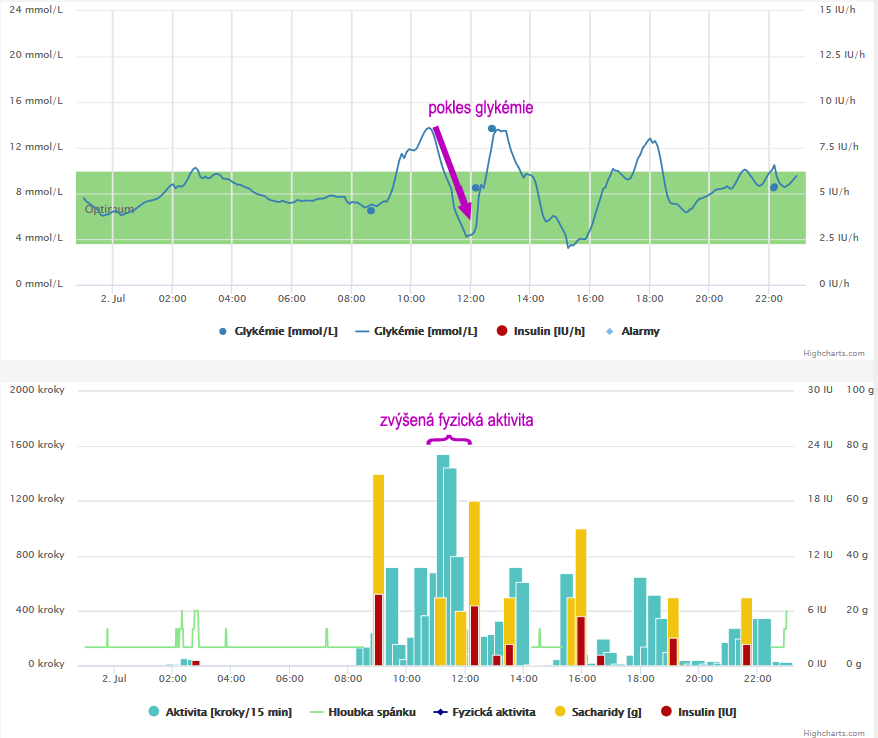 24 mmol/L 15 IU/h
20 mmol/L 12.5 IU/h
16 mmol/L 10 IU/h
pokles glykémie
12 mmol/L 7.5 IU/h
8 mmol/L 5 IU/h
Optimum
4 mmol/L 2.5 IU/h
0 mmol/L 0 IU/h
2. Jul 02:00 04:00 06:00 08:00 10:00 12:00 14:00 16:00 18:00 20:00 22:00
Glykémie [mmol/L] Glykémie [mmol/L] Insulin [IU/h] Alarmy
Highcharts.com
2000 kroky 30 IU 100 g
zvýšená fyzická aktivita
1600 kroky 24 IU 80 g
1200 kroky 18 IU 60 g
800 kroky 12 IU 40 g
400 kroky 6 IU 20 g
0 kroky 0 IU 0 g
2. Jul 02:00 04:00 06:00 08:00 10:00 12:00 14:00 16:00 18:00 20:00 22:00
Aktivita [kroky/15 min] Hloubka spánku Fyzická aktivita Sacharidy [g] Insulin [IU]
Highcharts.com